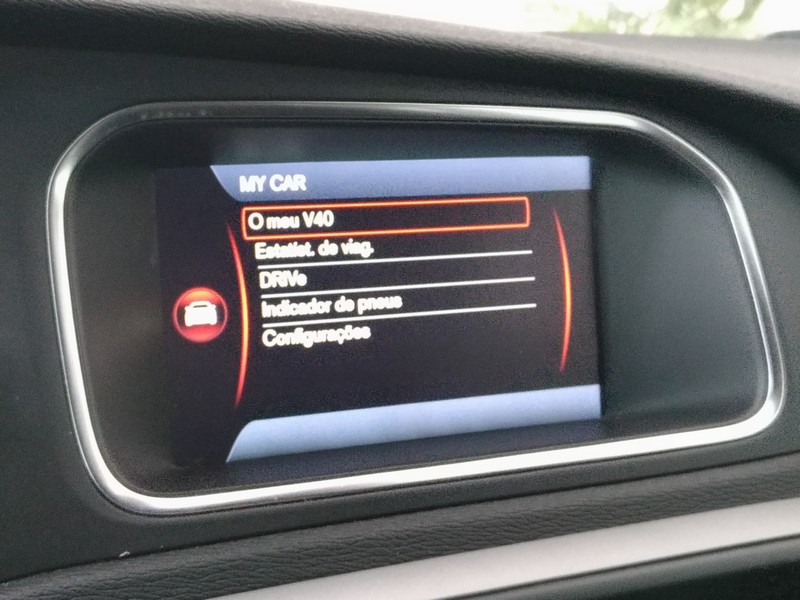 MY CAR
O meu V40
Estatíst. de viag.
DRIVe
Indicador de pneus
Configurações